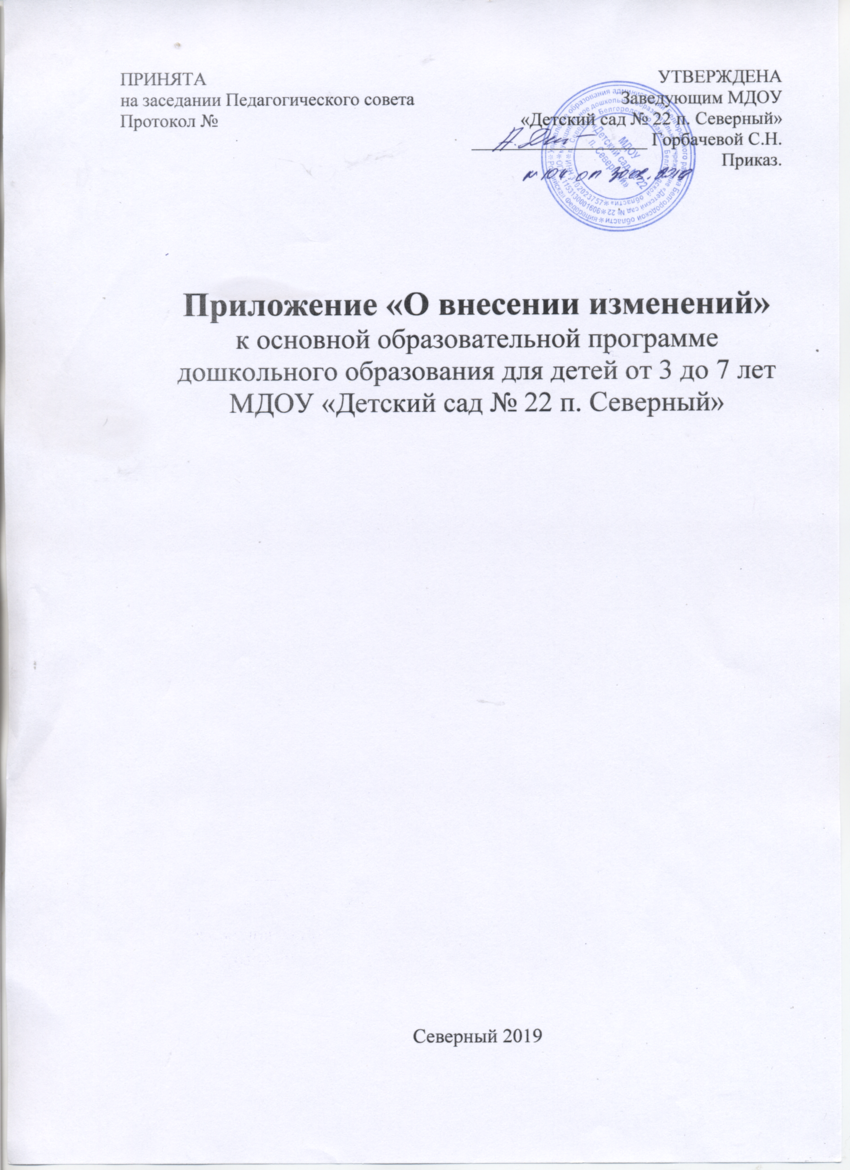 ПРИНЯТА
на заседании Педагогического совета
Протокол №
УТВЕРЖДЕНА
Заведующим МДОУ
«Детский сад № 22 п. Северный»
Горбачевой С.Н.
Приказ.
Приложение «О внесении изменений»
к основной образовательной программе
дошкольного образования для детей от 3 до 7 лет
МДОУ «Детский сад № 22 п. Северный»
Северный 2019